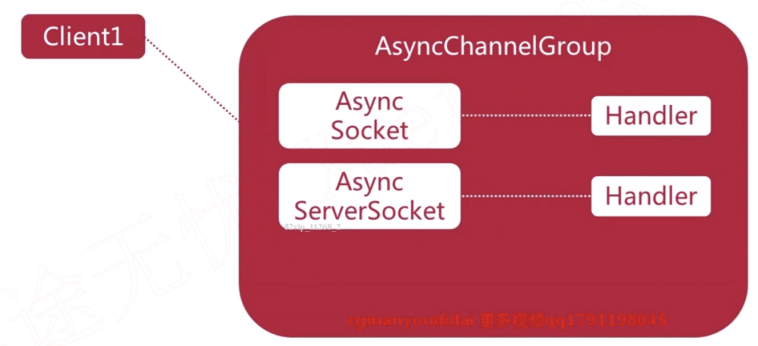 Client1
AsyncChannelGroup
Async
Socket
Handler
Async
ServerSocket
Handler